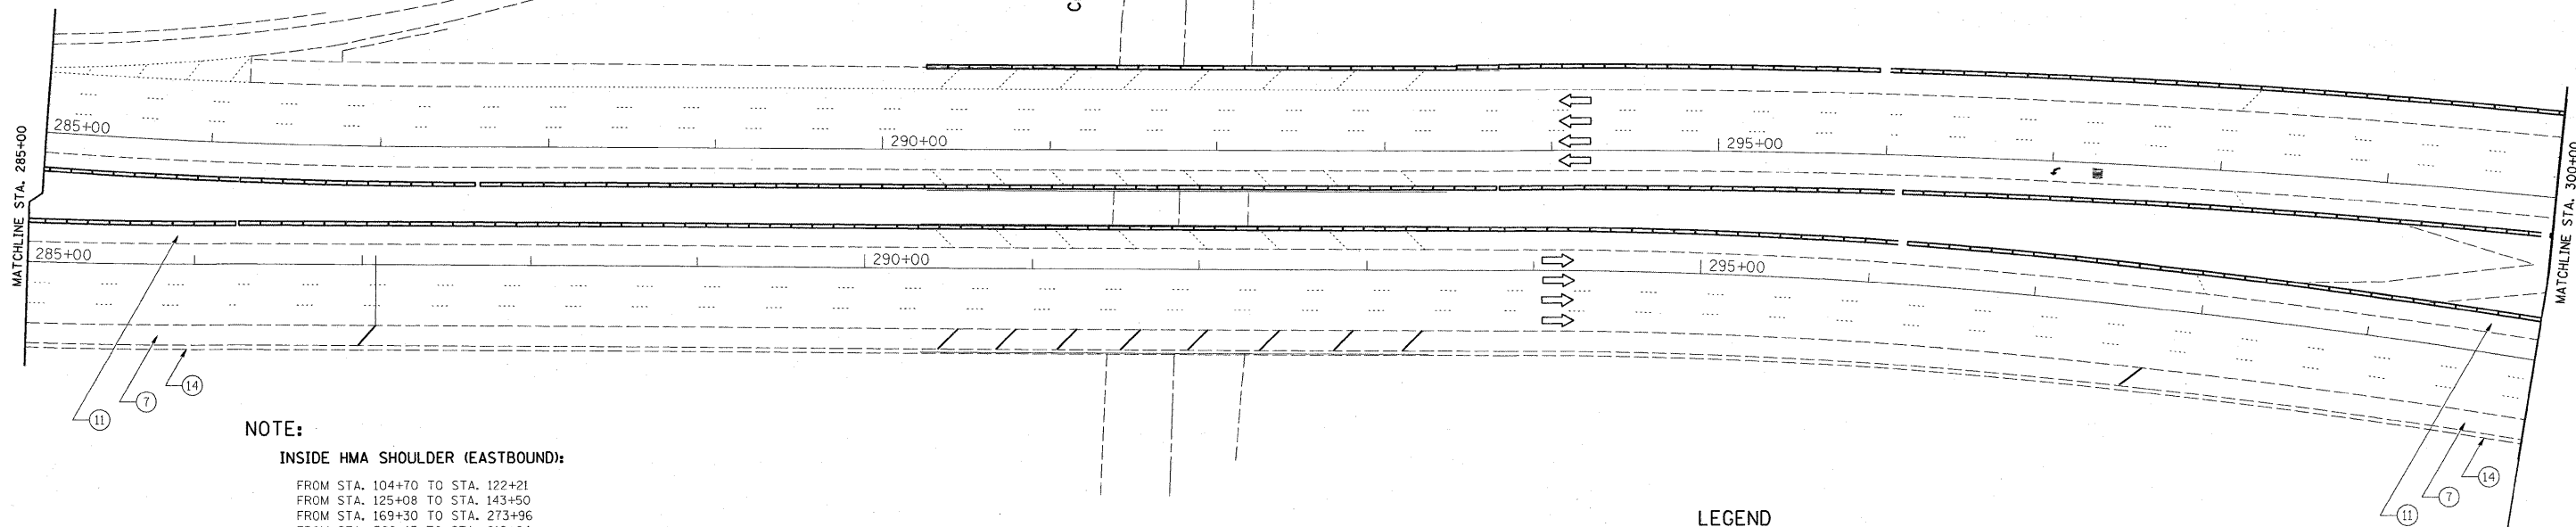 C
285+00
290+00
295+00
MATCHLINE STA. 285+00
MATCHLINE STA. 300+00
285+00
290+00
295+00
14
7
11
14
7
11
NOTE:
INSIDE HMA SHOULDER (EASTBOUND):
FROM STA. 104+70 TO STA. 122+21
FROM STA. 125+08 TO STA. 143+50
FROM STA. 169+30 TO STA. 273+96
LEGEND